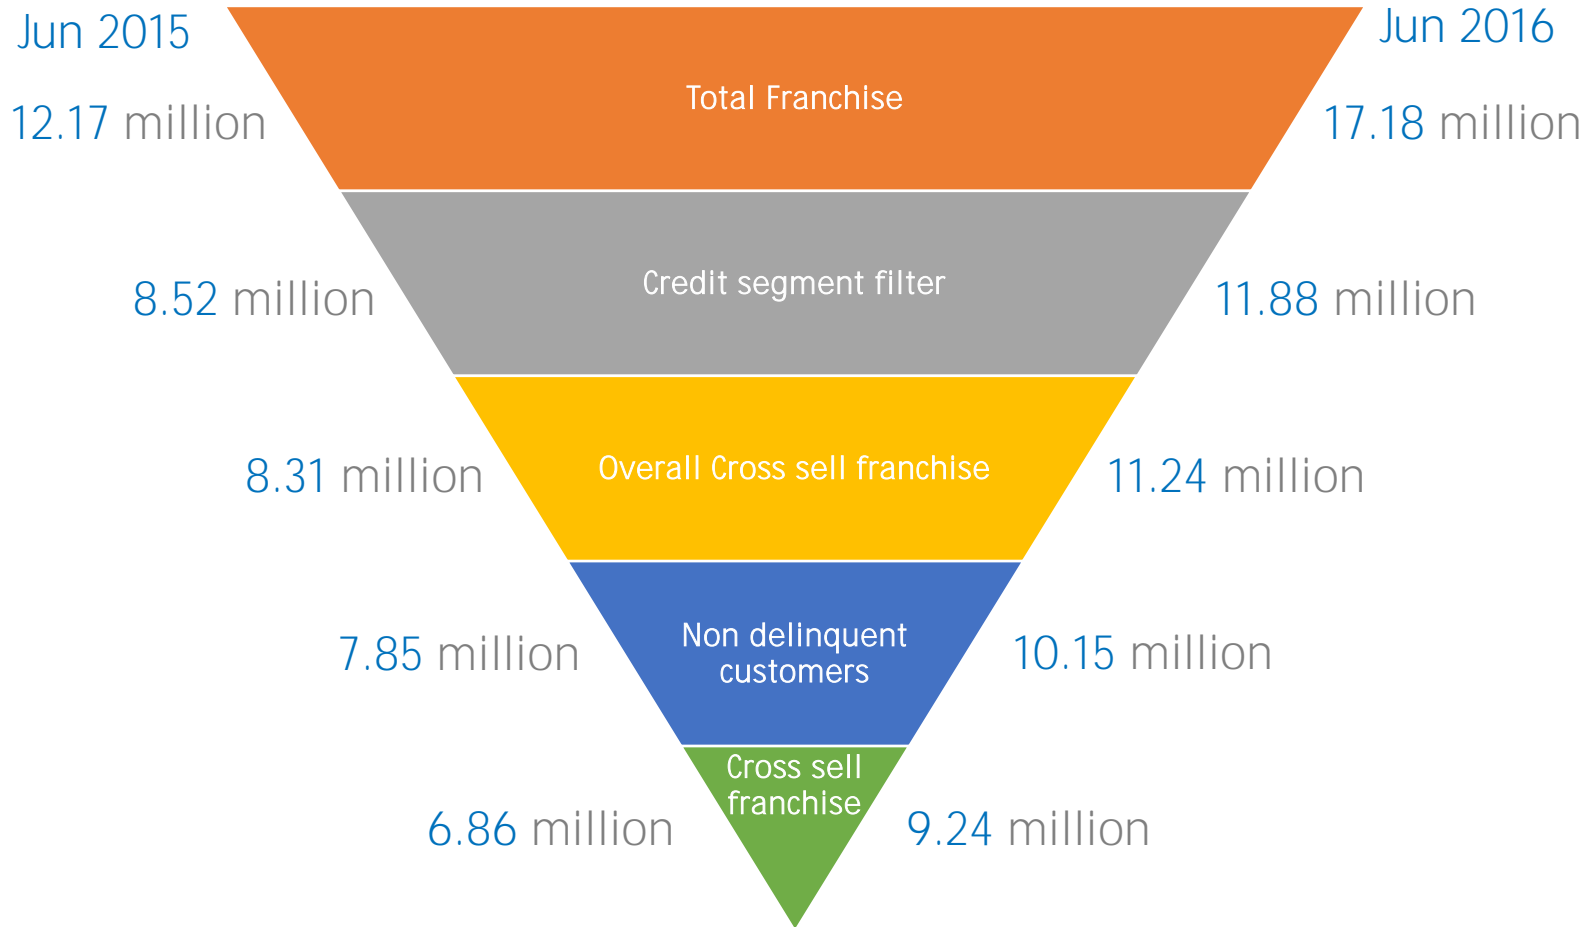 Jun 2015
Jun 2016
Total Franchise
12.17 million
17.18 million
Credit segment filter
8.52 million
11.88 million
Overall Cross sell franchise
8.31 million
11.24 million
Non delinquent
customers
7.85 million
10.15 million
Cross sell
franchise
6.86 million
9.24 million